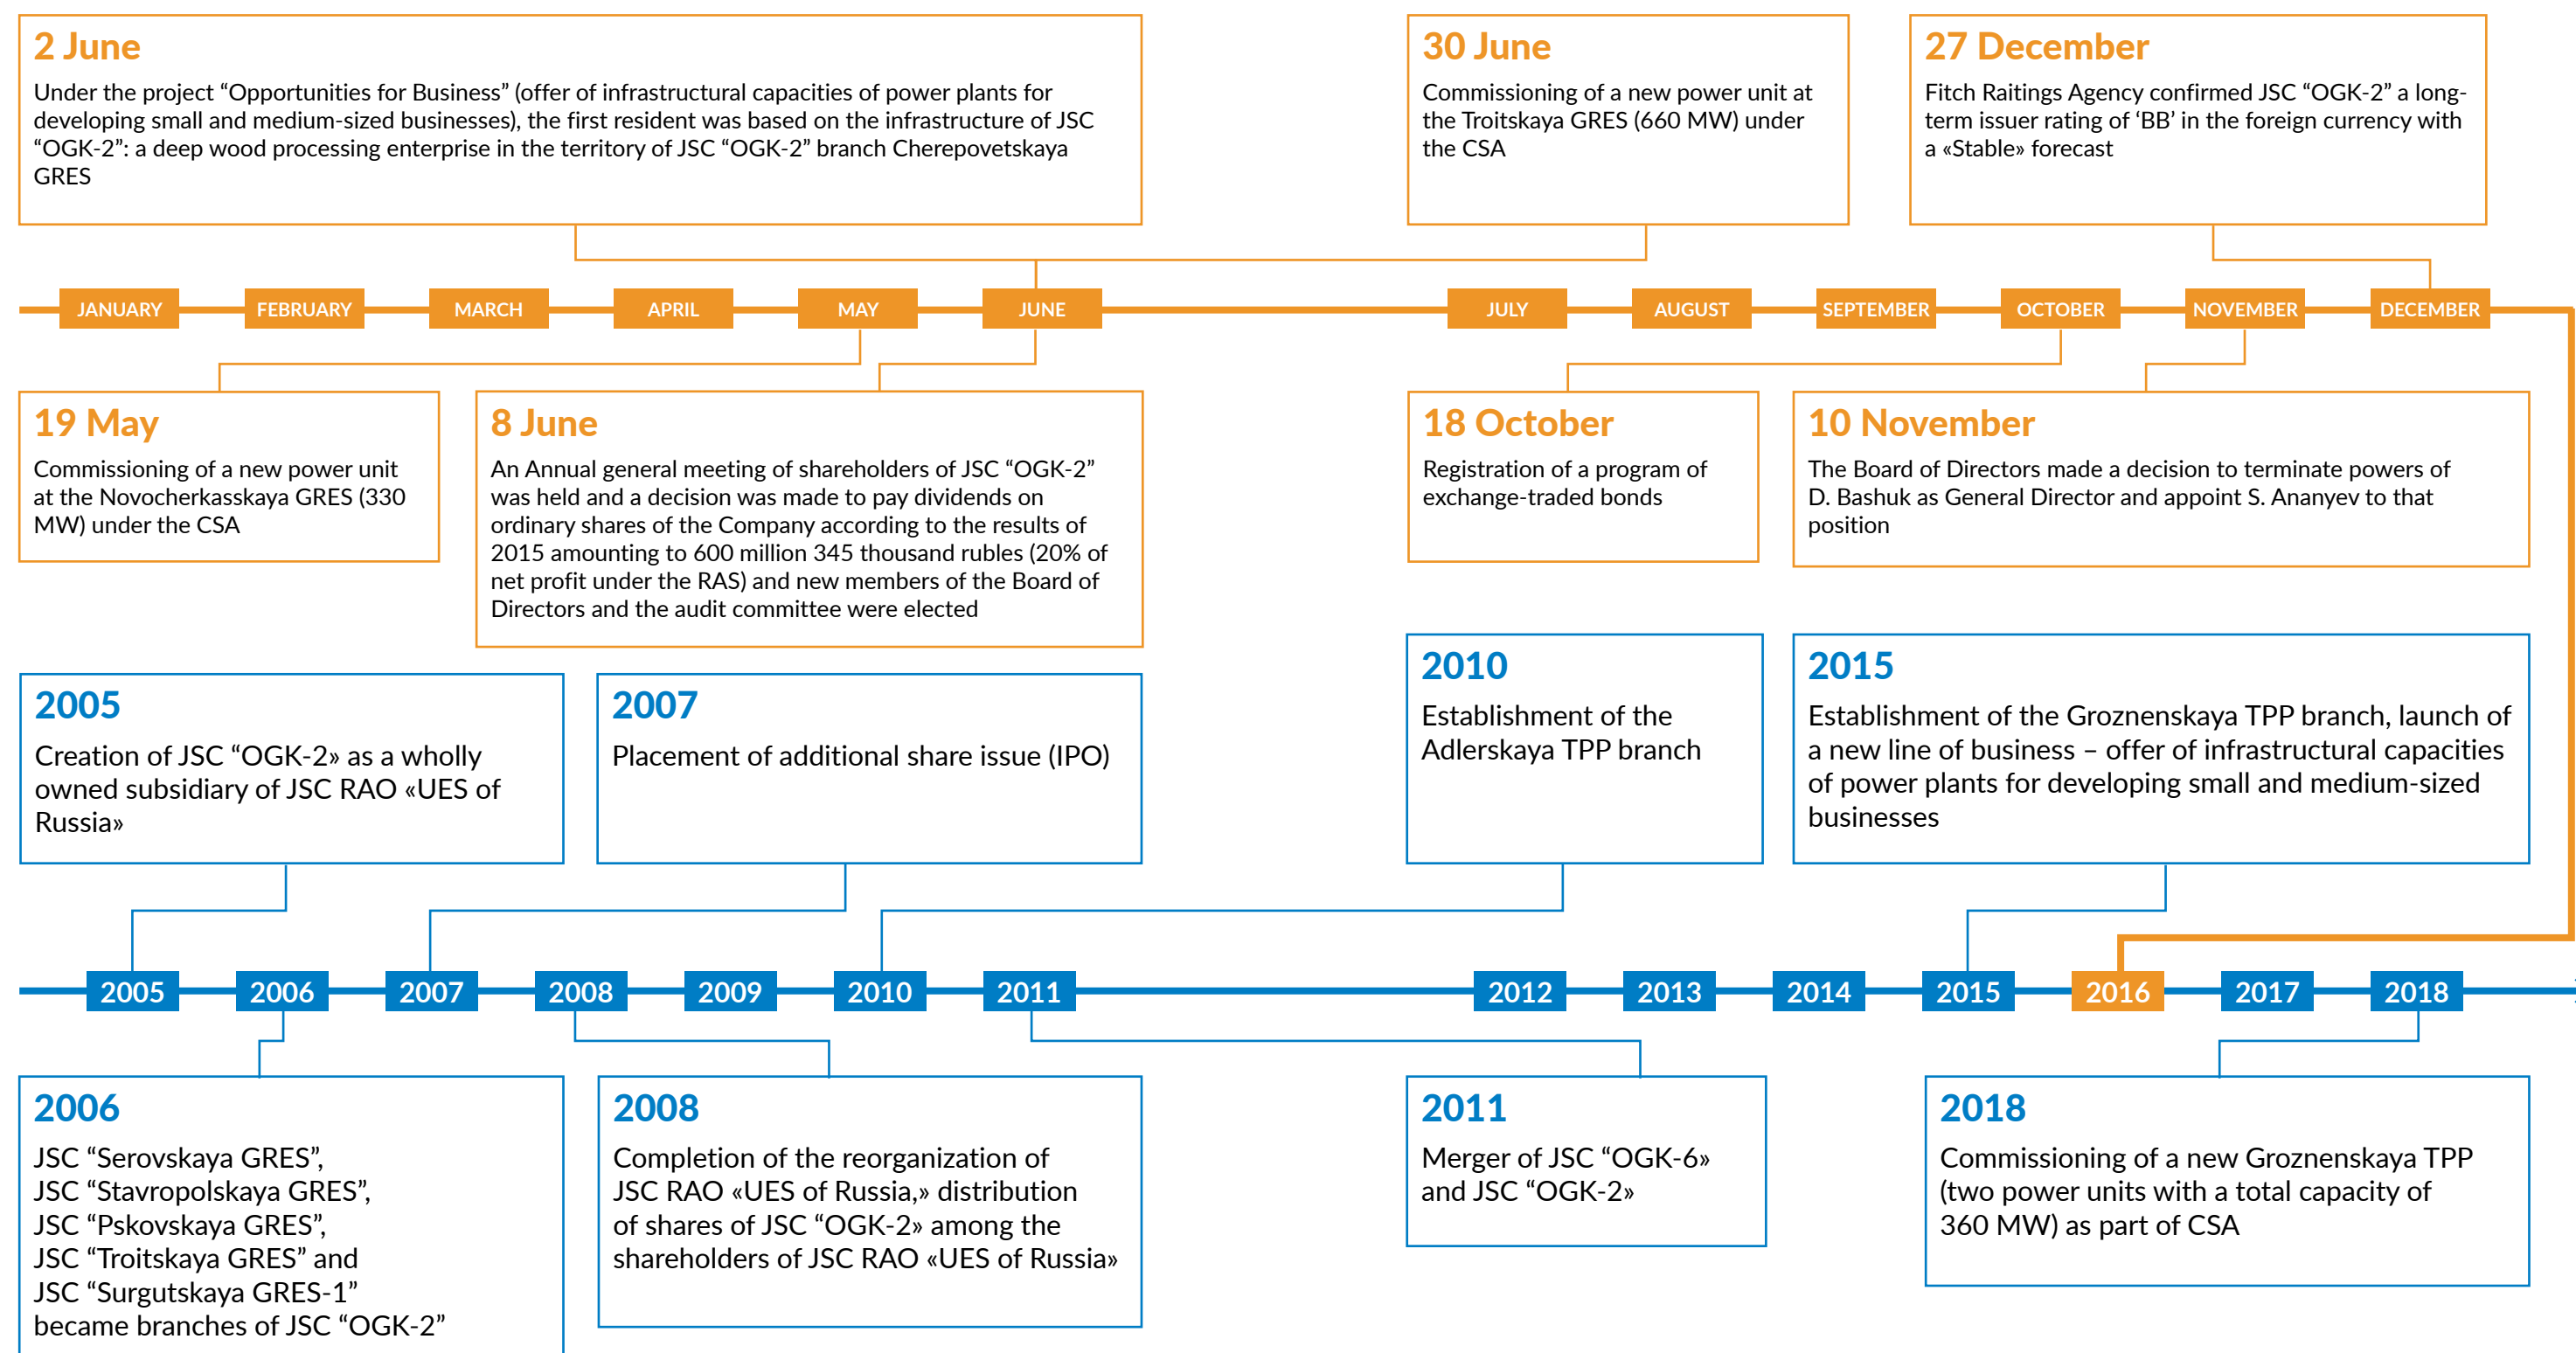 2 June
Under the project “Opportunities for Business” (offer of infrastructural capacities of power plants for
developing small and medium-sized businesses), the first resident was based on the infrastructure of JSC
“OGK-2”: a deep wood processing enterprise in the territory of JSC “OGK-2” branch Cherepovetskaya
GRES
30 June
Commissioning of a new power unit at
the Troitskaya GRES (660 MW) under
the CSA
27 December
Fitch Raitings Agency confirmed JSC “OGK-2” a long-
term issuer rating of ‘BB’ in the foreign currency with
a «Stable» forecast
JANUARY FEBRUARY MARCH APRIL MAY JUNE JULY AUGUST SEPTEMBER OCTOBER NOVEMBER DECEMBER
19 May
Commissioning of a new power unit
at the Novocherkasskaya GRES (330
MW) under the CSA
8 June
An Annual general meeting of shareholders of JSC “OGK-2”
was held and a decision was made to pay dividends on
ordinary shares of the Company according to the results of
2015 amounting to 600 million 345 thousand rubles (20% of
net profit under the RAS) and new members of the Board of
Directors and the audit committee were elected
18 October
Registration of a program of
exchange-traded bonds
10 November
The Board of Directors made a decision to terminate powers of
D. Bashuk as General Director and appoint S. Ananyev to that
position
2005
Creation of JSC “OGK-2» as a wholly
owned subsidiary of JSC RAO «UES of
Russia»
2007
Placement of additional share issue (IPO)
2010
Establishment of the
Adlerskaya TPP branch
2015
Establishment of the Groznenskaya TPP branch, launch of
a new line of business – offer of infrastructural capacities
of power plants for developing small and medium-sized
businesses
2005 2006 2007 2008 2009 2010 2011 2012 2013 2014 2015 2016 2017 2018
2006
JSC “Serovskaya GRES”,
JSC “Stavropolskaya GRES”,
JSC “Pskovskaya GRES”,
JSC “Troitskaya GRES” and
JSC “Surgutskaya GRES-1”
became branches of JSC “OGK-2”
2008
Completion of the reorganization of
JSC RAO «UES of Russia,» distribution
of shares of JSC “OGK-2» among the
shareholders of JSC RAO «UES of Russia»
2011
Merger of JSC “OGK-6»
and JSC “OGK-2»
2018
Commissioning of a new Groznenskaya TPP
(two power units with a total capacity of
360 MW) as part of CSA